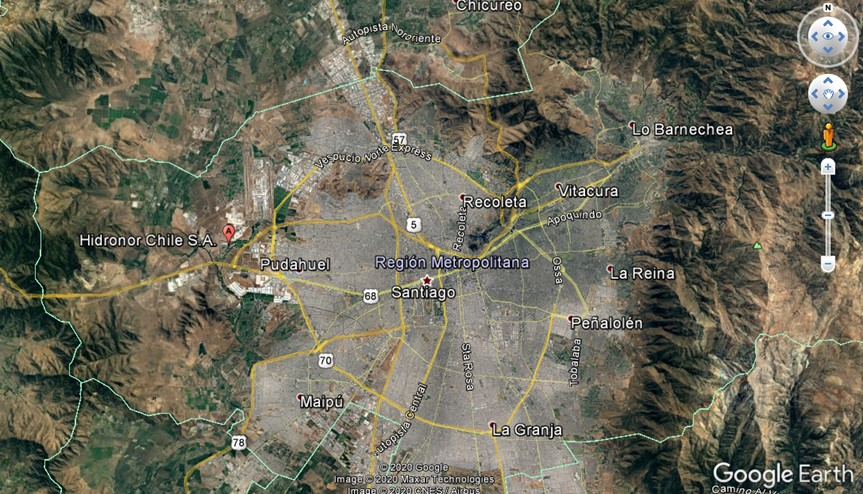 Chicureo
Autopista Nororiente
N
57
Vespucio Norte Express
Lo Barnechea
Vitacura
Recoleta
Apoquindo
5
Recoleta
A
Hidronor Chile S.A.
Pudahuel
Región Metropolitana
Ossa
La Reina
68
Santiago
Peñalolén
70
Sta Rosa
Tobalaba
Maipú
Autopista Central
La Granja
78
© 2020 Google
Image © 2020 Maxar Technologies
Image © 2020 CNES / Airbus
Google Earth
Camino Al